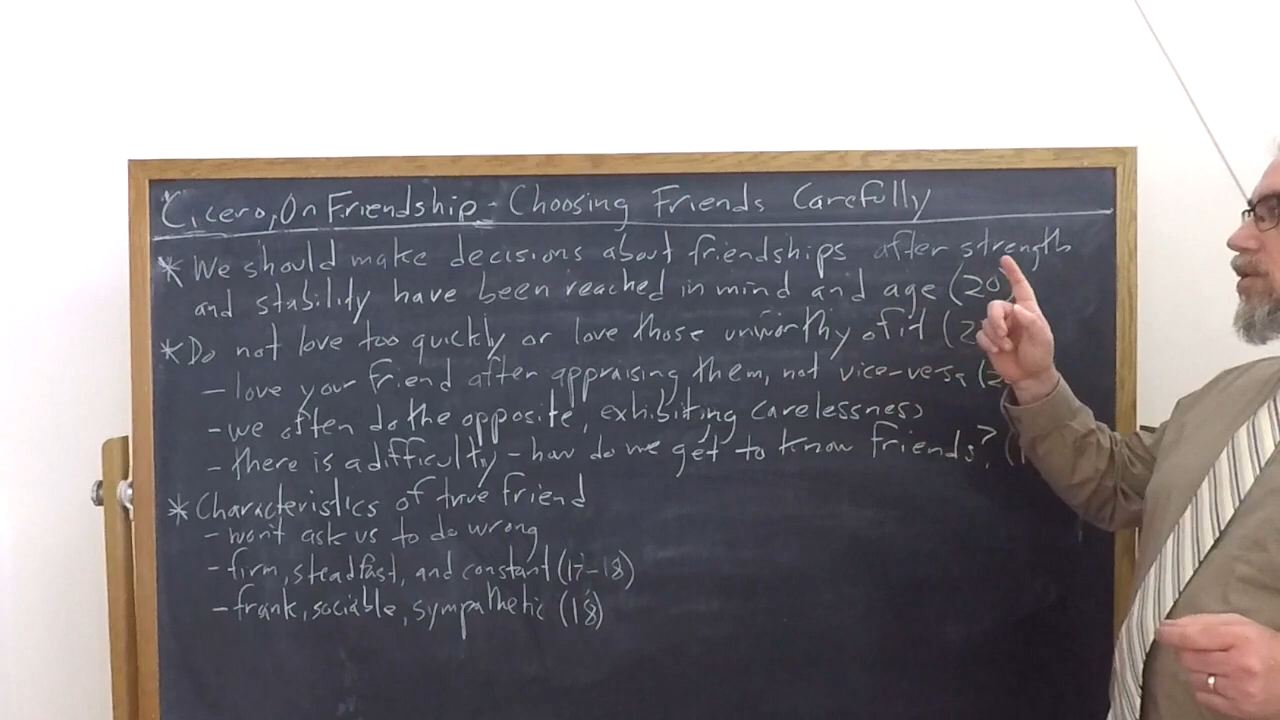 Cicero, On Friendship - Choosing Friends Carefully
* We should make decisions about friendships after strength
and stability have been reached in mind and age (20)
* Do not love too quickly or love those unworthy of it (2
- love your friend after appraising them, not vice-versa (2
- we often do the opposite, exhibiting carelessness
- there is a difficulty - how do we get to know friends? (1
* Characteristics of true friend
- won't ask us to do wrong
- firm, steadfast, and constant (17-18)
- frank, sociable, sympathetic (18)